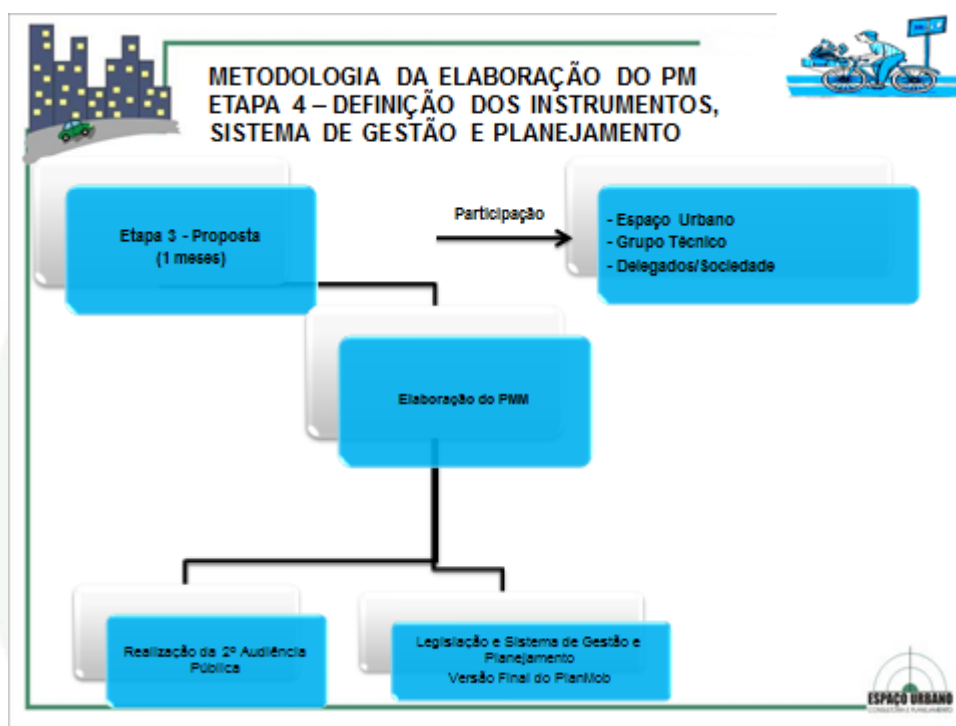 METODOLOGIA DA ELABORAÇÃO DO PM
ETAPA 4 – DEFINIÇÃO DOS INSTRUMENTOS,
SISTEMA DE GESTÃO E PLANEJAMENTO
Etapa 3 - Proposta
(1 meses)
Participação
- Espaço Urbano
- Grupo Técnico
- Delegados/Sociedade
Elaboração do PMM
Realização da 2º Audiência
Pública
Legislação e Sistema de Gestão e
Planejamento
Versão Final do PlanMob
ESPAÇO URBANO
CONSULTORIA E PLANEJAMENTO